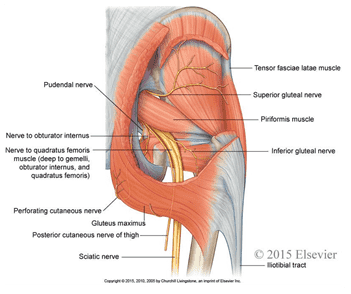 Tensor fasciae latae muscle
Pudendal nerve
Superior gluteal nerve
Piriformis muscle
Nerve to obturator internus
Nerve to quadratus femoris
muscle (deep to gemelli,
obturator internus, and
quadratus femoris)
Inferior gluteal nerve
Perforating cutaneous nerve
Gluteus maximus
Posterior cutaneous nerve of thigh
Sciatic nerve
© 2015 Elsevier
Iliotibial tract
Copyright © 2015, 2010, 2005 by Churchill Livingstone, an imprint of Elsevier Inc.